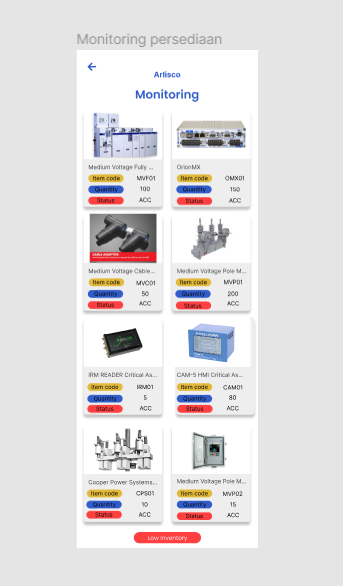 Monitoring persediaan
Arlisco
Monitoring
Medium Voltage Fully ...
Item code MVF01
Quantity 100
Status ACC
OrionMX
Item code OMX01
Quantity 150
Status ACC
CABLE ADAPTER
Medium Voltage Cable...
Item code MVC01
Quantity 50
Status ACC
Medium Voltage Pole M...
Item code MVP01
Quantity 200
Status ACC
IRM READER Critical As...
Item code IRM01
Quantity 5
Status ACC
CAM-5 HMI Critical As...
Item code CAM01
Quantity 80
Status ACC
Cooper Power Systems...
Item code CPS01
Quantity 10
Status ACC
Medium Voltage Pole M...
Item code MVP02
Quantity 15
Status ACC
Low Inventory